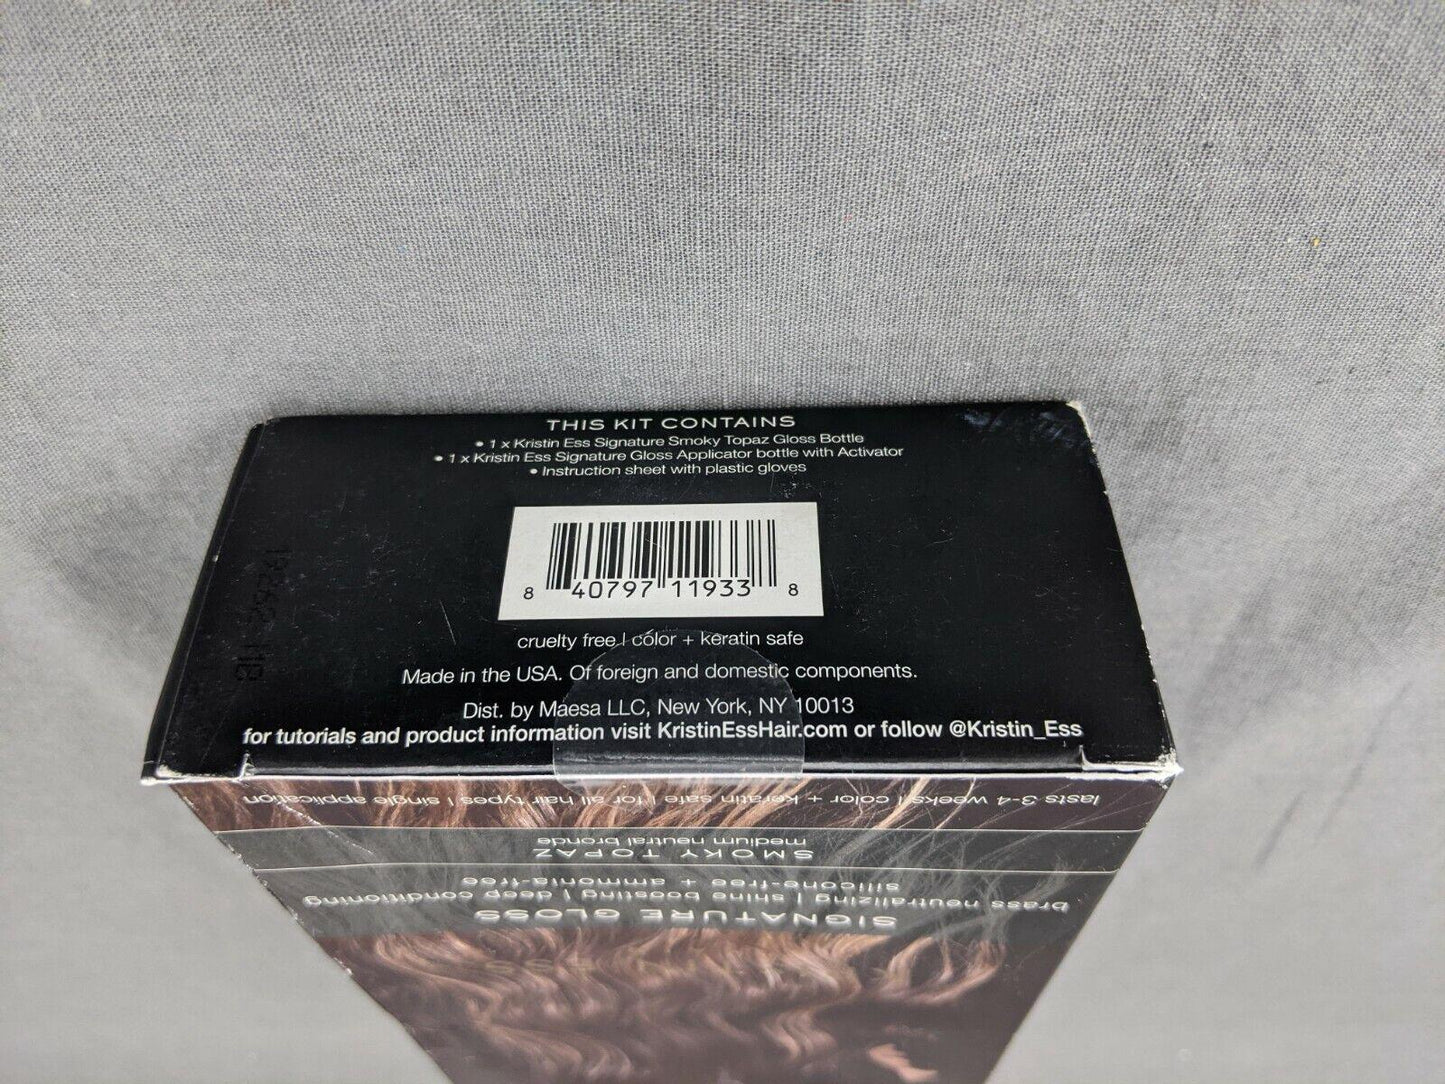 THIS KIT CONTAINS
• 1 x Kristin Ess Signature Smoky Topaz Gloss Bottle
• 1 x Kristin Ess Signature Gloss Applicator bottle with Activator
• Instruction sheet with plastic gloves
8 40797 11933 8
cruelty free | color + keratin safe
Made in the USA. Of foreign and domestic components.
Dist. by Maesa LLC, New York, NY 10013
for tutorials and product information visit KristinEssHair.com or follow @Kristin_Ess
SIGNATURE GLOSS
brass neutralizing | shine boosting | deep conditioning
silicone-free + ammonia-free
SMOKY TOPAZ
medium neutral bronde
lasts 3-4 weeks | color + keratin safe | for all hair types | single application